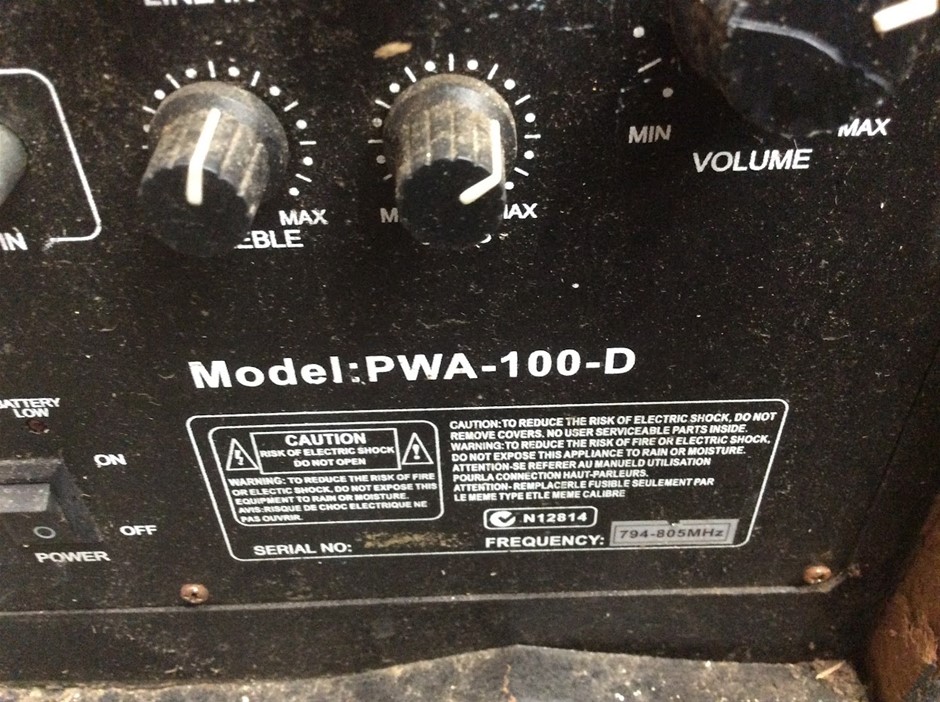 MIN
MAX
VOLUME
MAX
IN
EBLE
Model:PWA-100-D
BATTERY
LOW
ON
OFF
POWER
CAUTION
RISK OF ELECTRIC SHOCK
DO NOT OPEN
WARNING: TO REDUCE THE RISK OF FIRE
OR ELECTIC SHOCK, DO NOT EXPOSE THIS
EQUIPMENT TO RAIN OR MOISTURE.
AVIS:RISQUE DE CHOC ELECTRIQUE NE
PAS OUVRIR.
CAUTION:TO REDUCE THE RISK OF ELECTRIC SHOCK, DO NOT
REMOVE COVERS, NO USER SERVICEABLE PARTS INSIDE.
WARNING:TO REDUCE THE RISK OF FIRE OR ELECTRIC SHOCK,
DO NOT EXPOSE THIS APPLIANCE TO RAIN OR MOISTURE.
ATTENTION-SE REFERER AU MANUELD UTILISATION
POURLA CONNECTION HAUT-PARLEURS.
ATTENTION- REMPLACERLE FUSIBLE SEULEMENT PAR
LE MEME TYPE ETLE MEME CALIBRE
N12814
SERIAL NO:
FREQUENCY: 794-805MHz